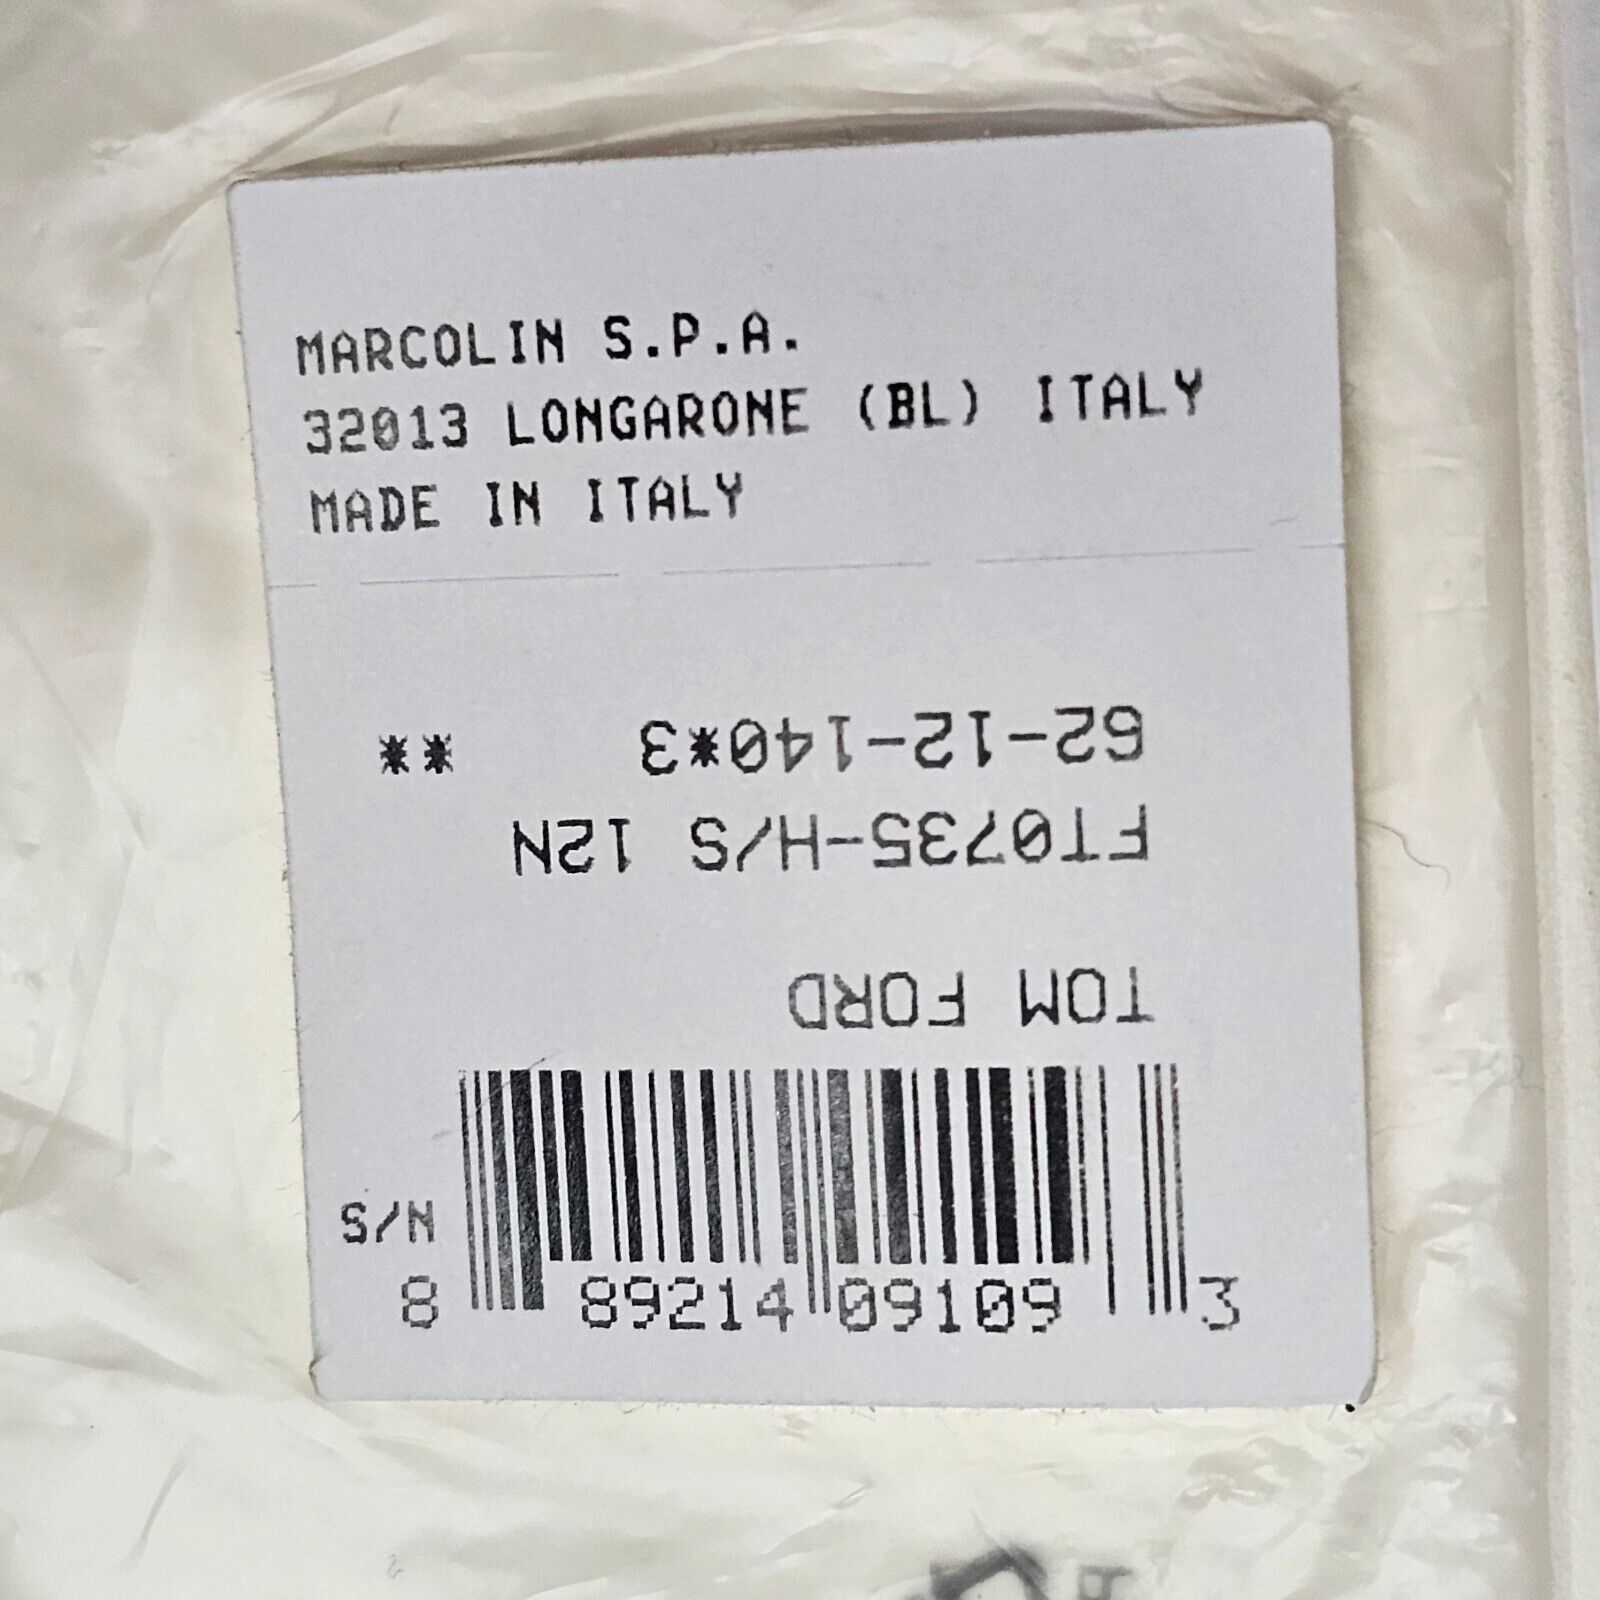 MARCOLIN S.P.A.
32013 LONGARONE (BL) ITALY
MADE IN ITALY
62-12-140*3 **
FT0735-H/S 12N
TOM FORD
S/N
8 89214 09109 3